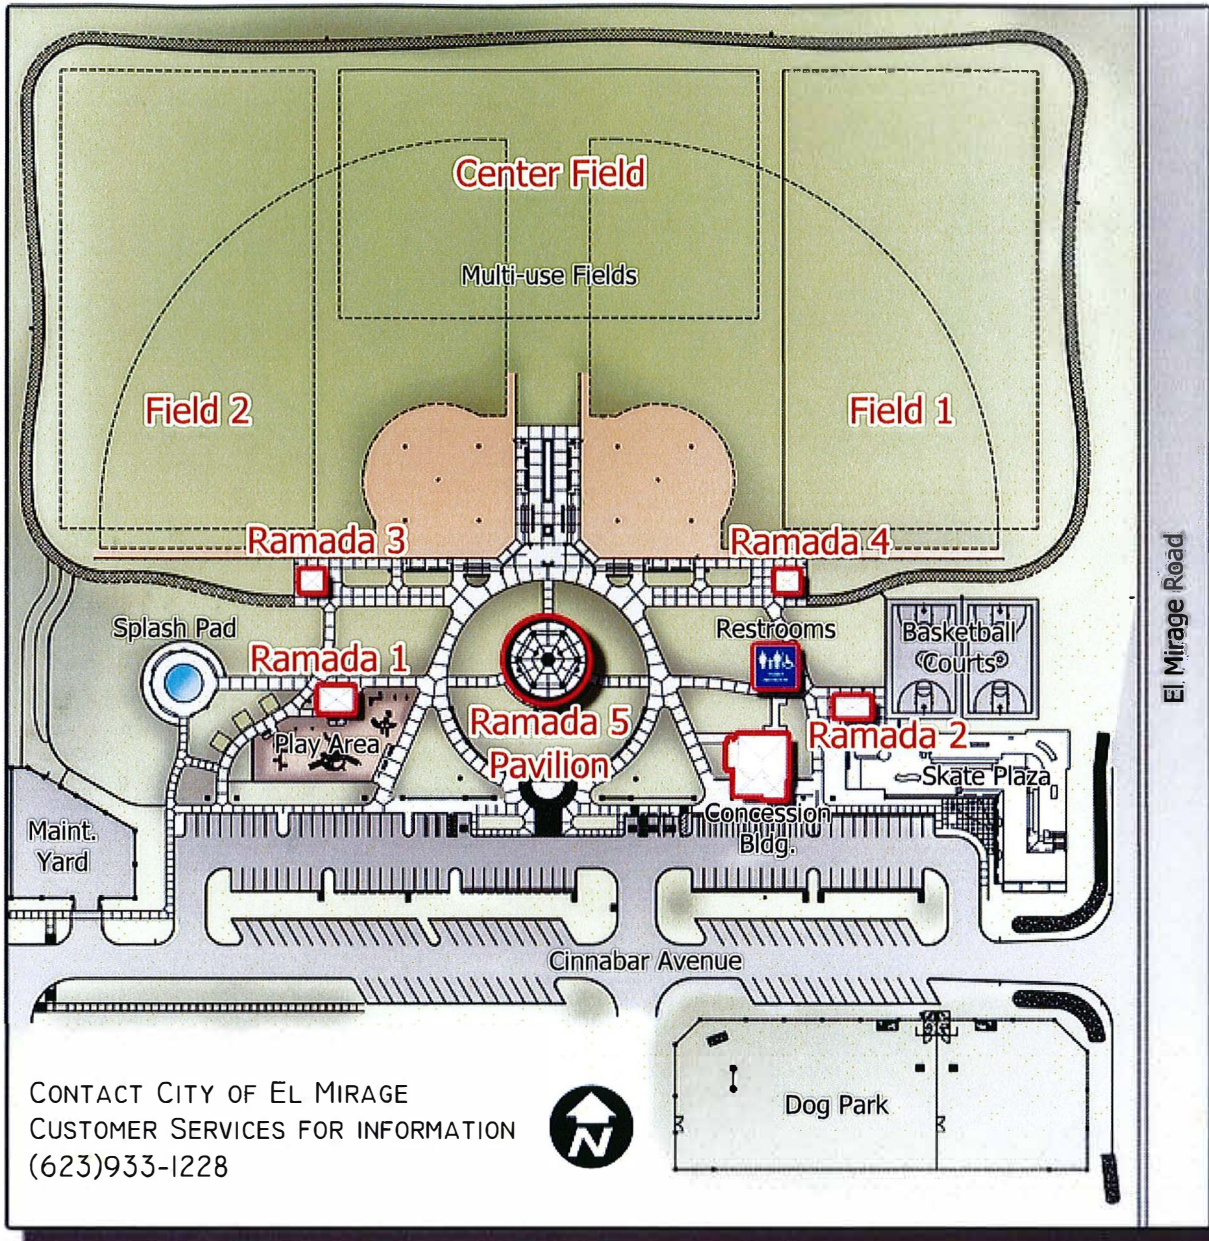 Center Field
Multi-use Fields
Field 2
Field 1
Ramada 3
Ramada 4
Splash Pad
Restrooms
Basketball
Courts
Ramada 1
Ramada 5
Pavilion
Ramada 2
Play Area
Skate Plaza
Concession
Bldg.
Maint.
Yard
El Mirage Road
Cinnabar Avenue
Dog Park
CONTACT CITY OF EL MIRAGE
CUSTOMER SERVICES FOR INFORMATION
(623)933-1228
N